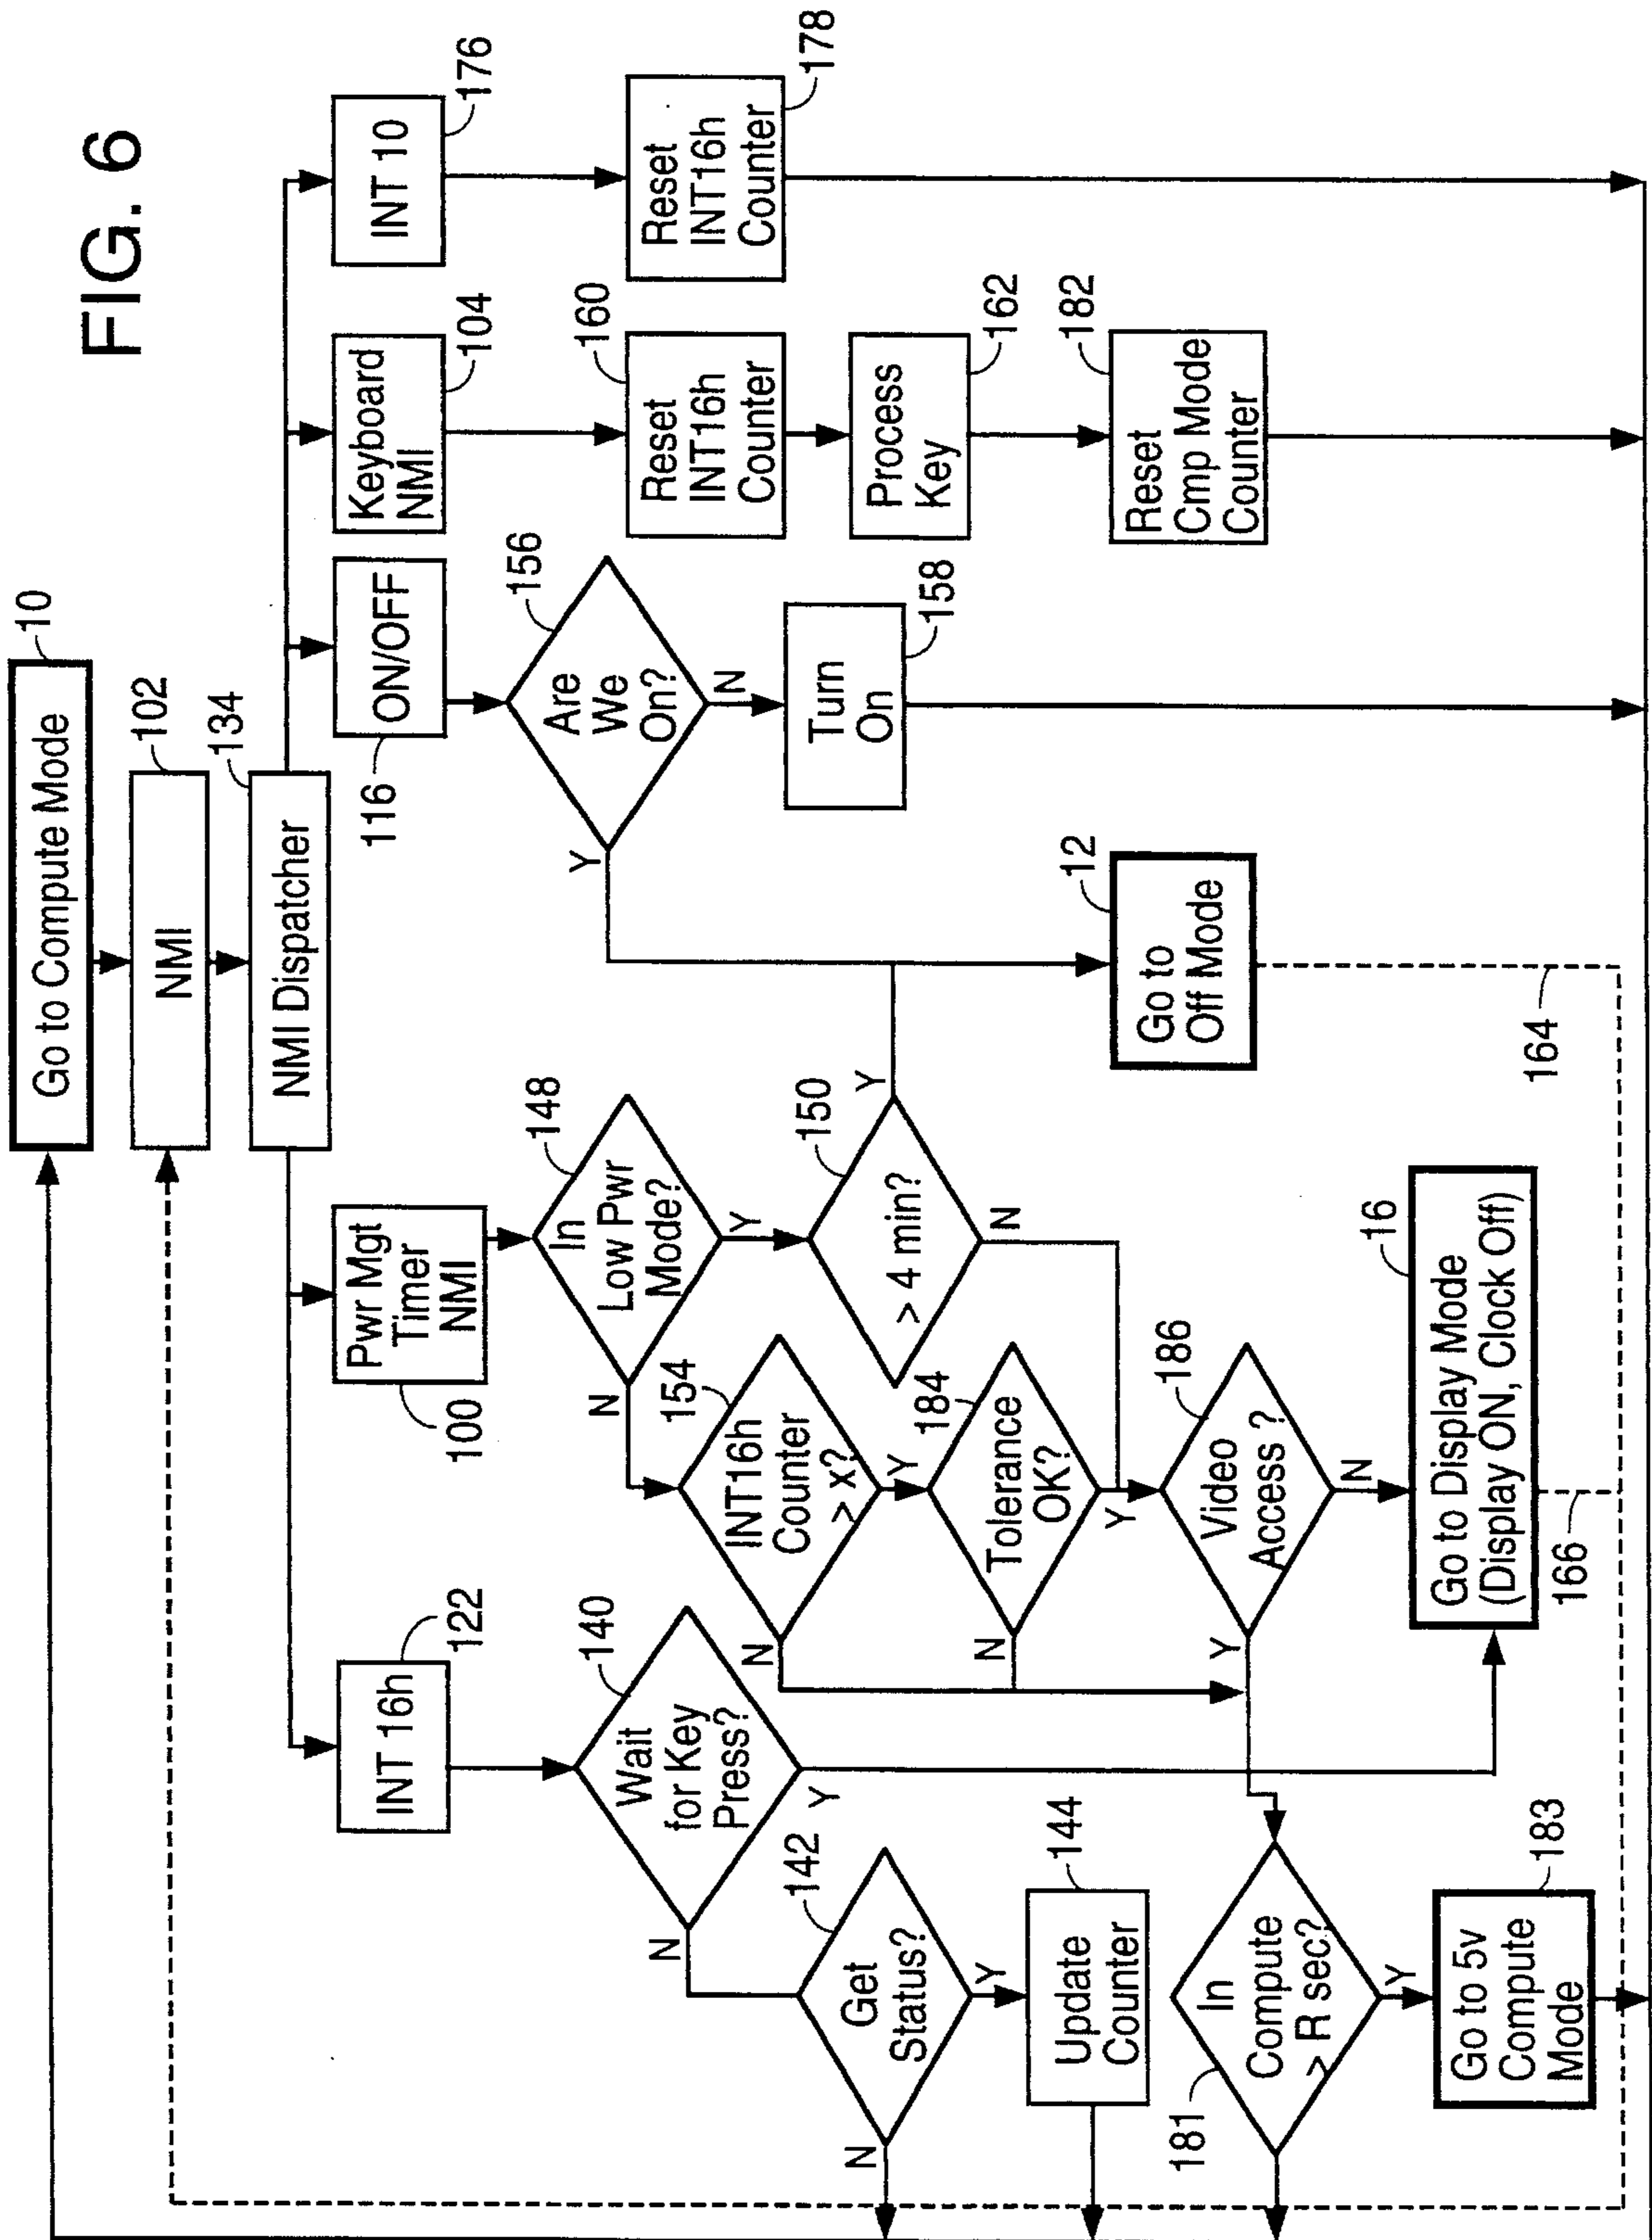 FIG. 6
Go to Compute Mode
10
NMI
102
NMI Dispatcher
134
INT 16h
122
Pwr Mgt
Timer
NMI
100
ON/OFF
116
Keyboard
NMI
104
INT 10
176
Wait
for Key
Press?
140
N
Y
Get
Status?
142
N
Y
Update
Counter
144
In
Low Pwr
Mode?
148
N
Y
INT16h
Counter
> x?
154
N
Y
> 4 min?
150
Y
N
Tolerance
OK?
184
N
Y
Video
Access ?
186
Y
N
Are
We
On?
156
Y
N
Turn
On
158
Reset
INT16h
Counter
160
Process
Key
162
Reset
Cmp Mode
Counter
182
Reset
INT16h
Counter
178
Go to
Off Mode
12
164
Go to Display Mode
(Display ON, Clock Off)
16
166
In
Compute
> R sec?
181
Y
Go to 5v
Compute
Mode
183